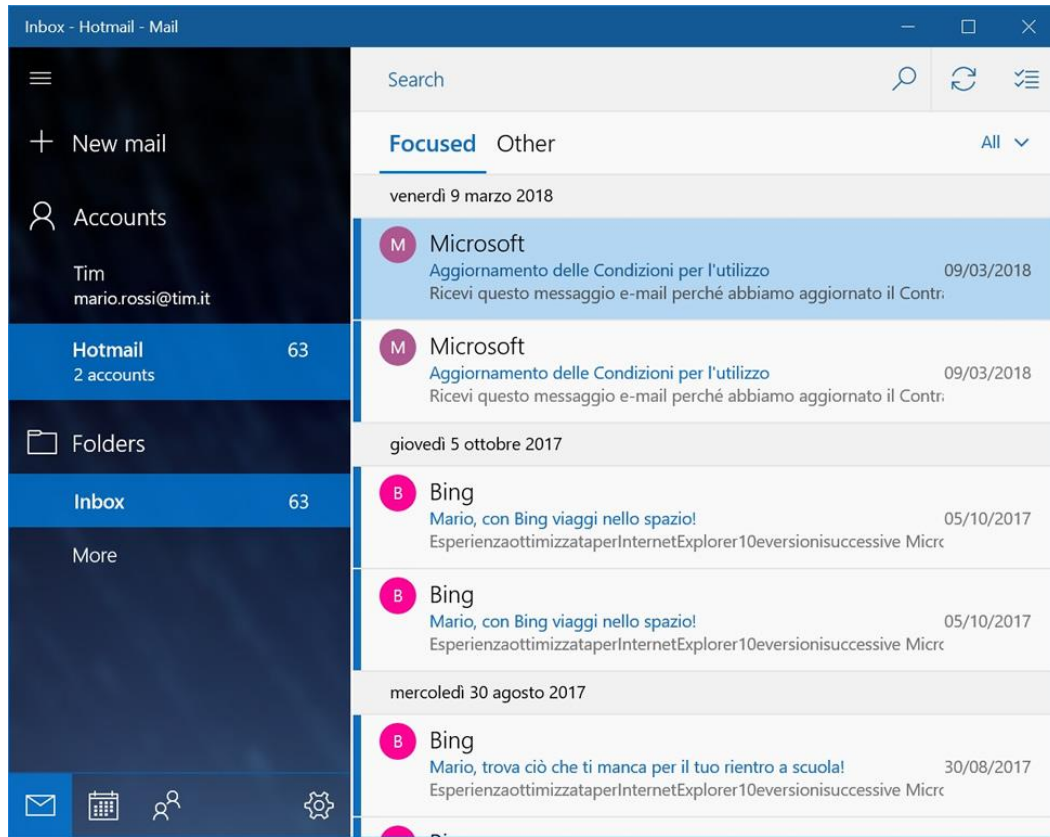 Inbox - Hotmail - Mail
Search
New mail
Focused Other
All
venerdì 9 marzo 2018
Accounts
M
Microsoft
Aggiornamento delle Condizioni per l'utilizzo 09/03/2018
Ricevi questo messaggio e-mail perché abbiamo aggiornato il
Tim
mario.rossi@tim.it
Hotmail 63
2 accounts
M
Microsoft
Aggiornamento delle Condizioni per l'utilizzo 09/03/2018
Ricevi questo messaggio e-mail perché abbiamo aggiornato il
Folders
giovedì 5 ottobre 2017
Inbox 63
B
Bing
Mario, con Bing viaggi nello spazio! 05/10/2017
EsperienzaottimizzataperInternetExplorer10eversionisuccessive
More
B
Bing
Mario, con Bing viaggi nello spazio! 05/10/2017
EsperienzaottimizzataperInternetExplorer10eversionisuccessive
mercoledì 30 agosto 2017
B
Bing
Mario, trova ciò che ti manca per il tuo rientro a scuola! 30/08/2017
EsperienzaottimizzataperInternetExplorer10eversionisuccessive